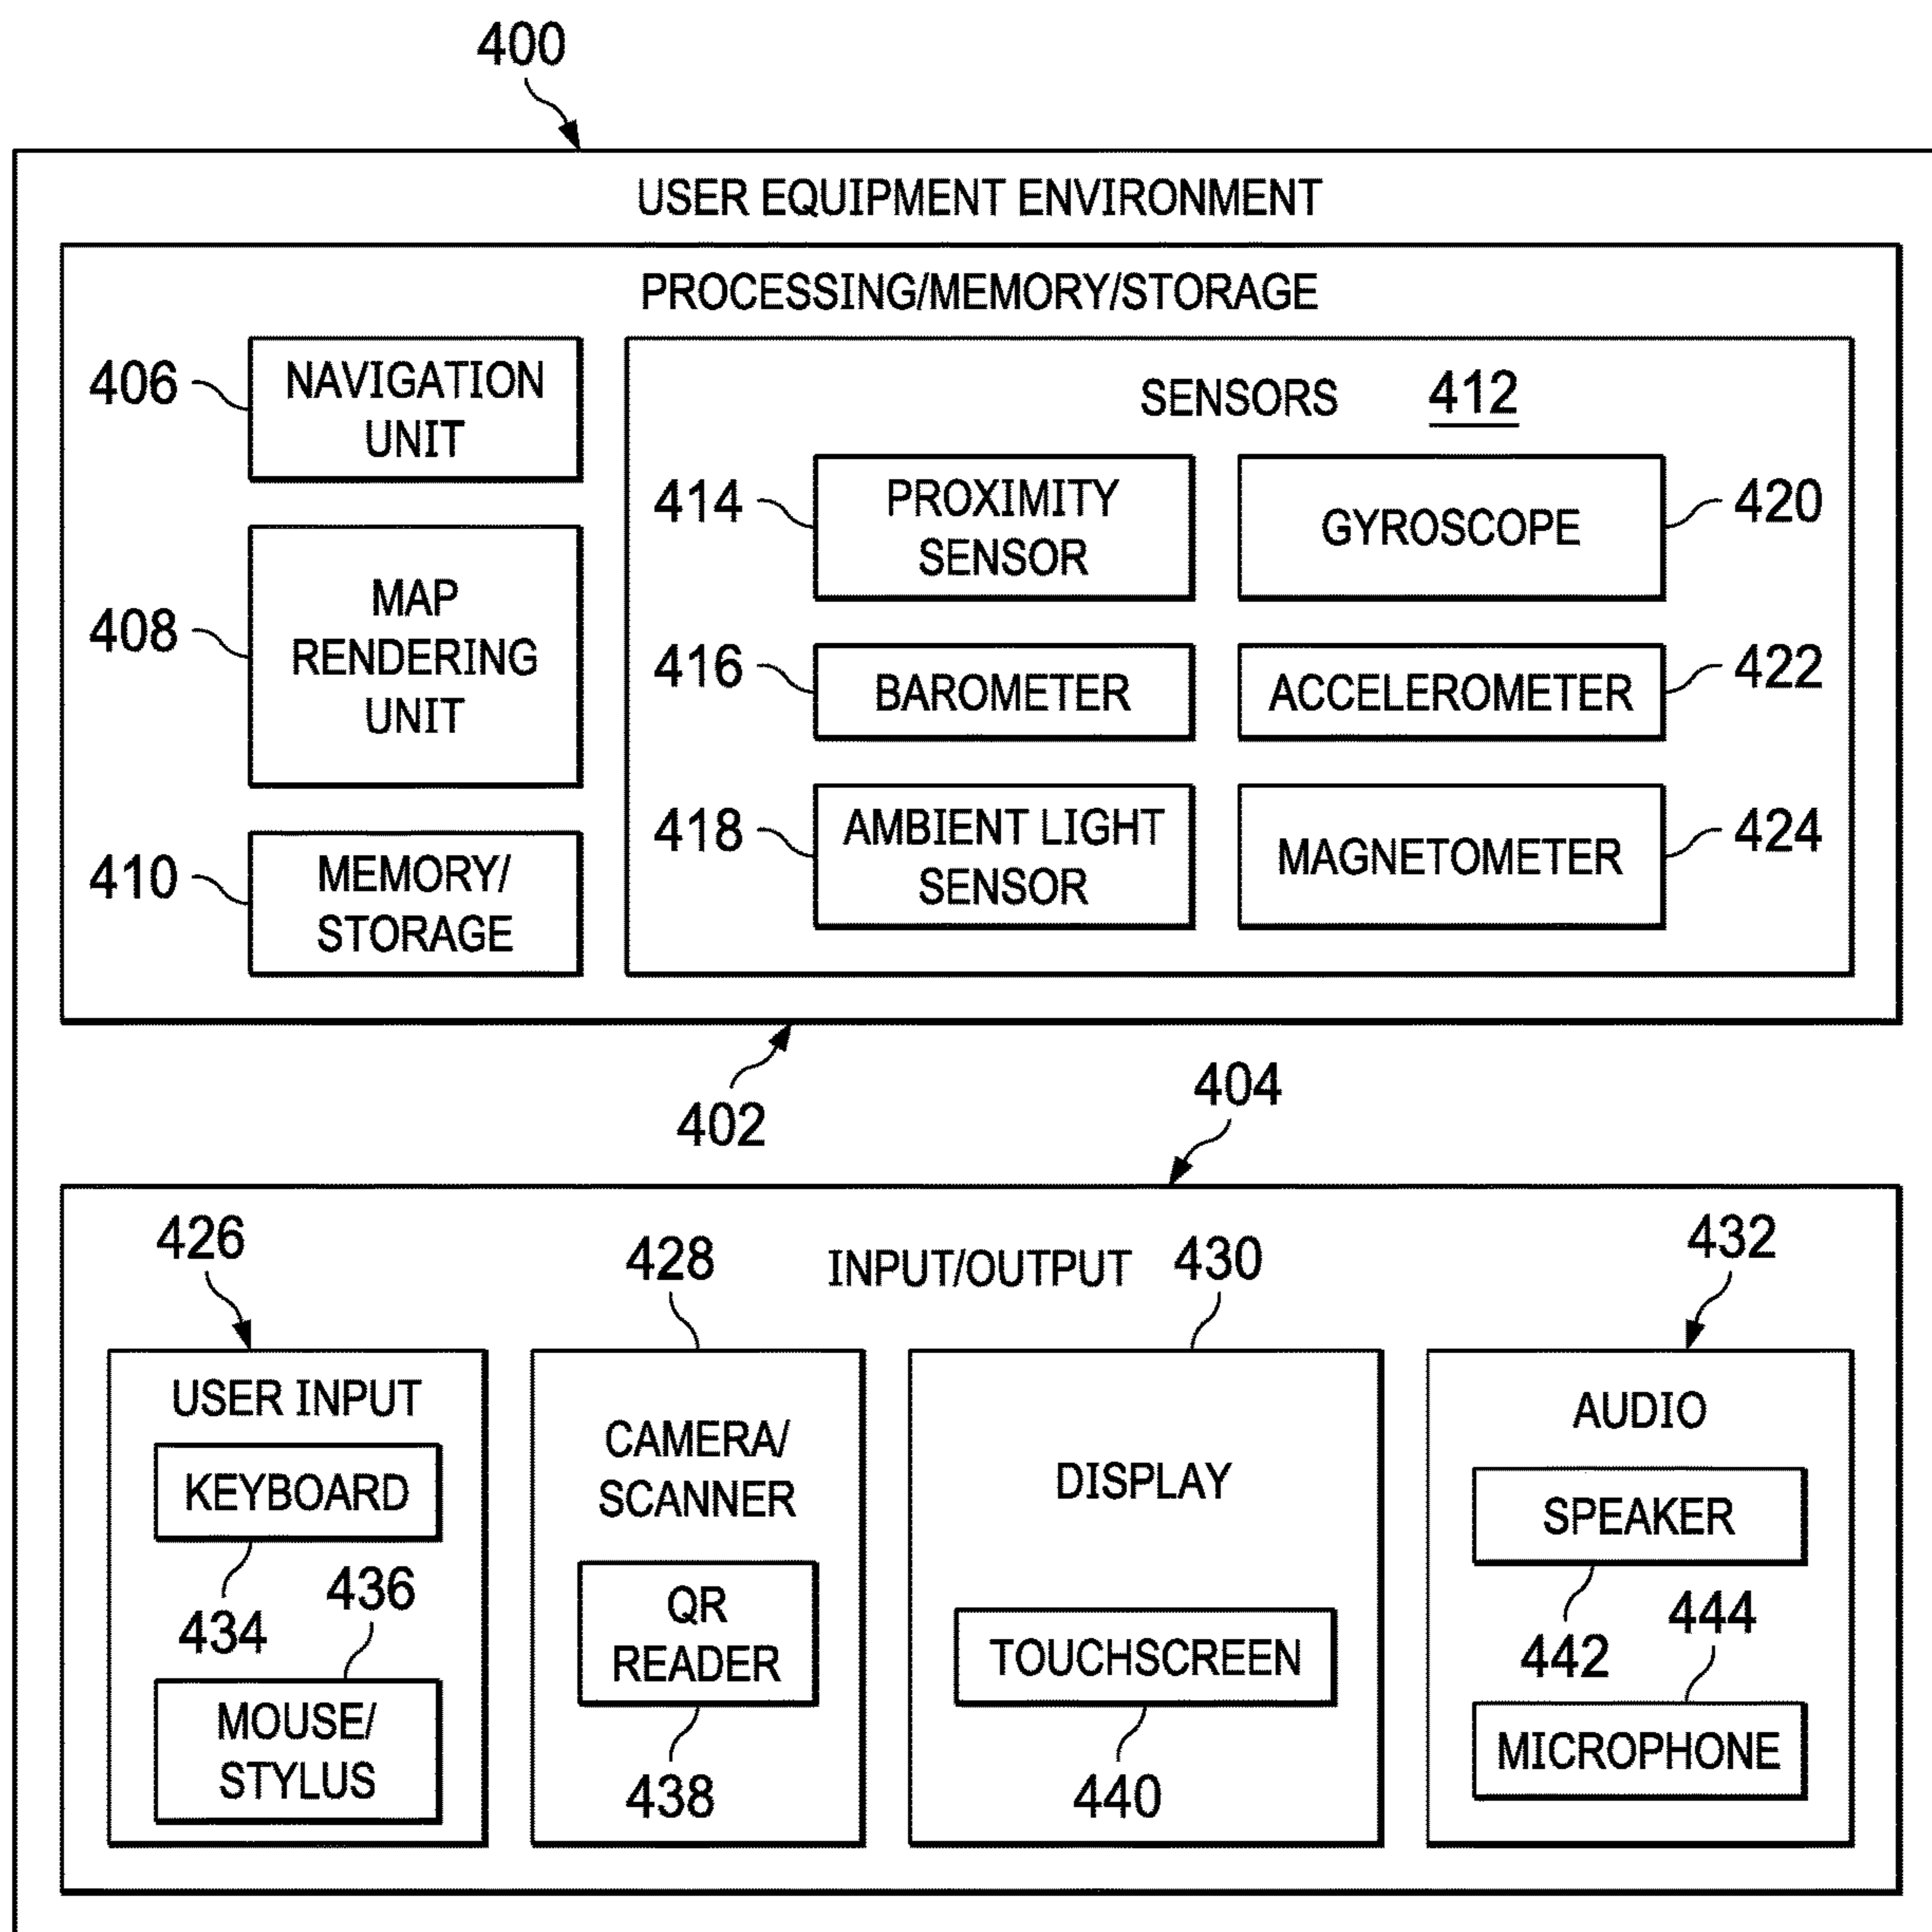 400
USER EQUIPMENT ENVIRONMENT
PROCESSING/MEMORY/STORAGE
406
NAVIGATION
UNIT
408
MAP
RENDERING
UNIT
410
MEMORY/
STORAGE
SENSORS 412
414
PROXIMITY
SENSOR
GYROSCOPE
420
416
BAROMETER
ACCELEROMETER
422
418
AMBIENT LIGHT
SENSOR
MAGNETOMETER
424
402
404
INPUT/OUTPUT
426
USER INPUT
KEYBOARD
434
436
MOUSE/
STYLUS
428
CAMERA/
SCANNER
QR
READER
438
430
DISPLAY
TOUCHSCREEN
440
432
AUDIO
SPEAKER
442
444
MICROPHONE